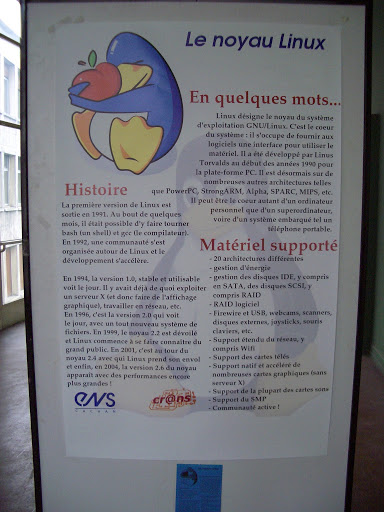 Le noyau Linux
En quelques mots...
Linux désigne le noyau du système
d'exploitation GNU/Linux. C'est le coeur
du système : il s'occupe de fournir aux
logiciels une interface pour utiliser le
matériel. Il a été développé par Linus
Torvalds au début des années 1990 pour
la plate-forme PC. Il est désormais sur de
nombreuses autres architectures telles
que PowerPC, StrongARM, Alpha, SPARC, MIPS, etc.
Il peut être le coeur autant d'un ordinateur
personnel que d'un superordinateur,
voire d'un système embarqué tel un
téléphone portable.
Histoire
La première version de Linux est
sortie en 1991. Au bout de quelques
mois, il était possible d'y faire tourner
bash (un shell) et gcc (le compilateur).
En 1992, une communauté s'est
organisée autour de Linux et le
développement s'accélère.
En 1994, la version 1.0, stable et utilisable
voit le jour. Il y avait déjà de quoi exploiter
un serveur X (et donc faire de l'affichage
graphique), travailler en réseau, etc.
En 1996, c'est la version 2.0 qui voit
le jour, avec un tout nouveau système de
fichiers. En 1999, le noyau 2.2 est dévoilé
et Linux commence à se faire connaître du
grand public. En 2001, c'est au tour du
noyau 2.4 avec qui Linux prend son envol
et enfin, en 2004, la version 2.6 du noyau
apparaît avec des performances encore
plus grandes !
Matériel supporté
- 20 architectures différentes
- gestion d'énergie
- gestion des disques IDE, y compris
en SATA, des disques SCSI, y
compris RAID
- RAID logiciel
- Firewire et USB, webcams, scanners,
disques externes, joysticks, souris
claviers, etc.
- Support étendu du réseau, y
compris Wifi
- Support des cartes télés
- Support natif et accéléré de
nombreuses cartes graphiques (sans
serveur X)
- Support de la plupart des cartes sons
- Support du SMP
- Communauté active !
ENS
CACHAN
cr@ns